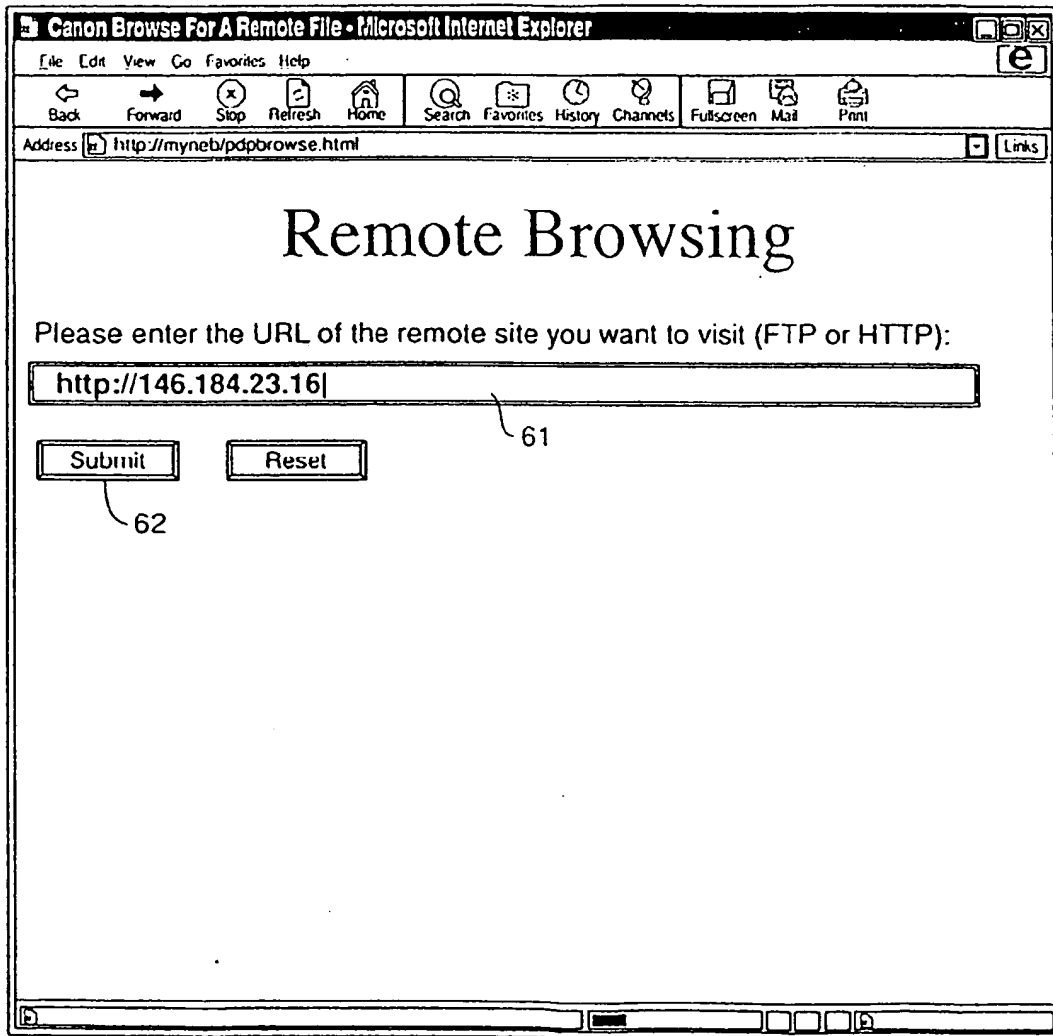 Canon Browse For A Remote File • Microsoft Internet Explorer
File Edit View Go Favorites Help
Back Forward Stop Refresh Home Search Favorites History Channels Fullscreen Mail Print
Address http://myneb/pdpbrowse.html Links
Remote Browsing
Please enter the URL of the remote site you want to visit (FTP or HTTP):
http://146.184.23.16
61
Submit Reset
62